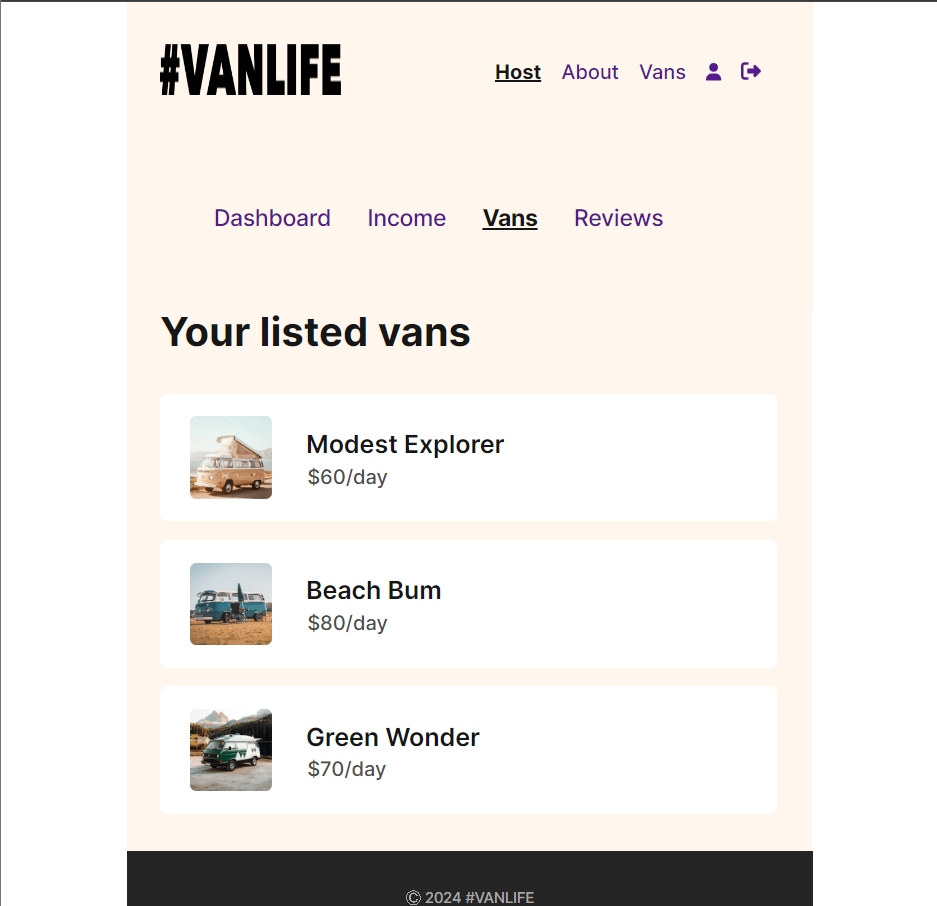 #VANLIFE
Host About Vans
Dashboard Income Vans Reviews
Your listed vans
Modest Explorer
$60/day
Beach Bum
$80/day
Green Wonder
$70/day
Ⓒ 2024 #VANLIFE